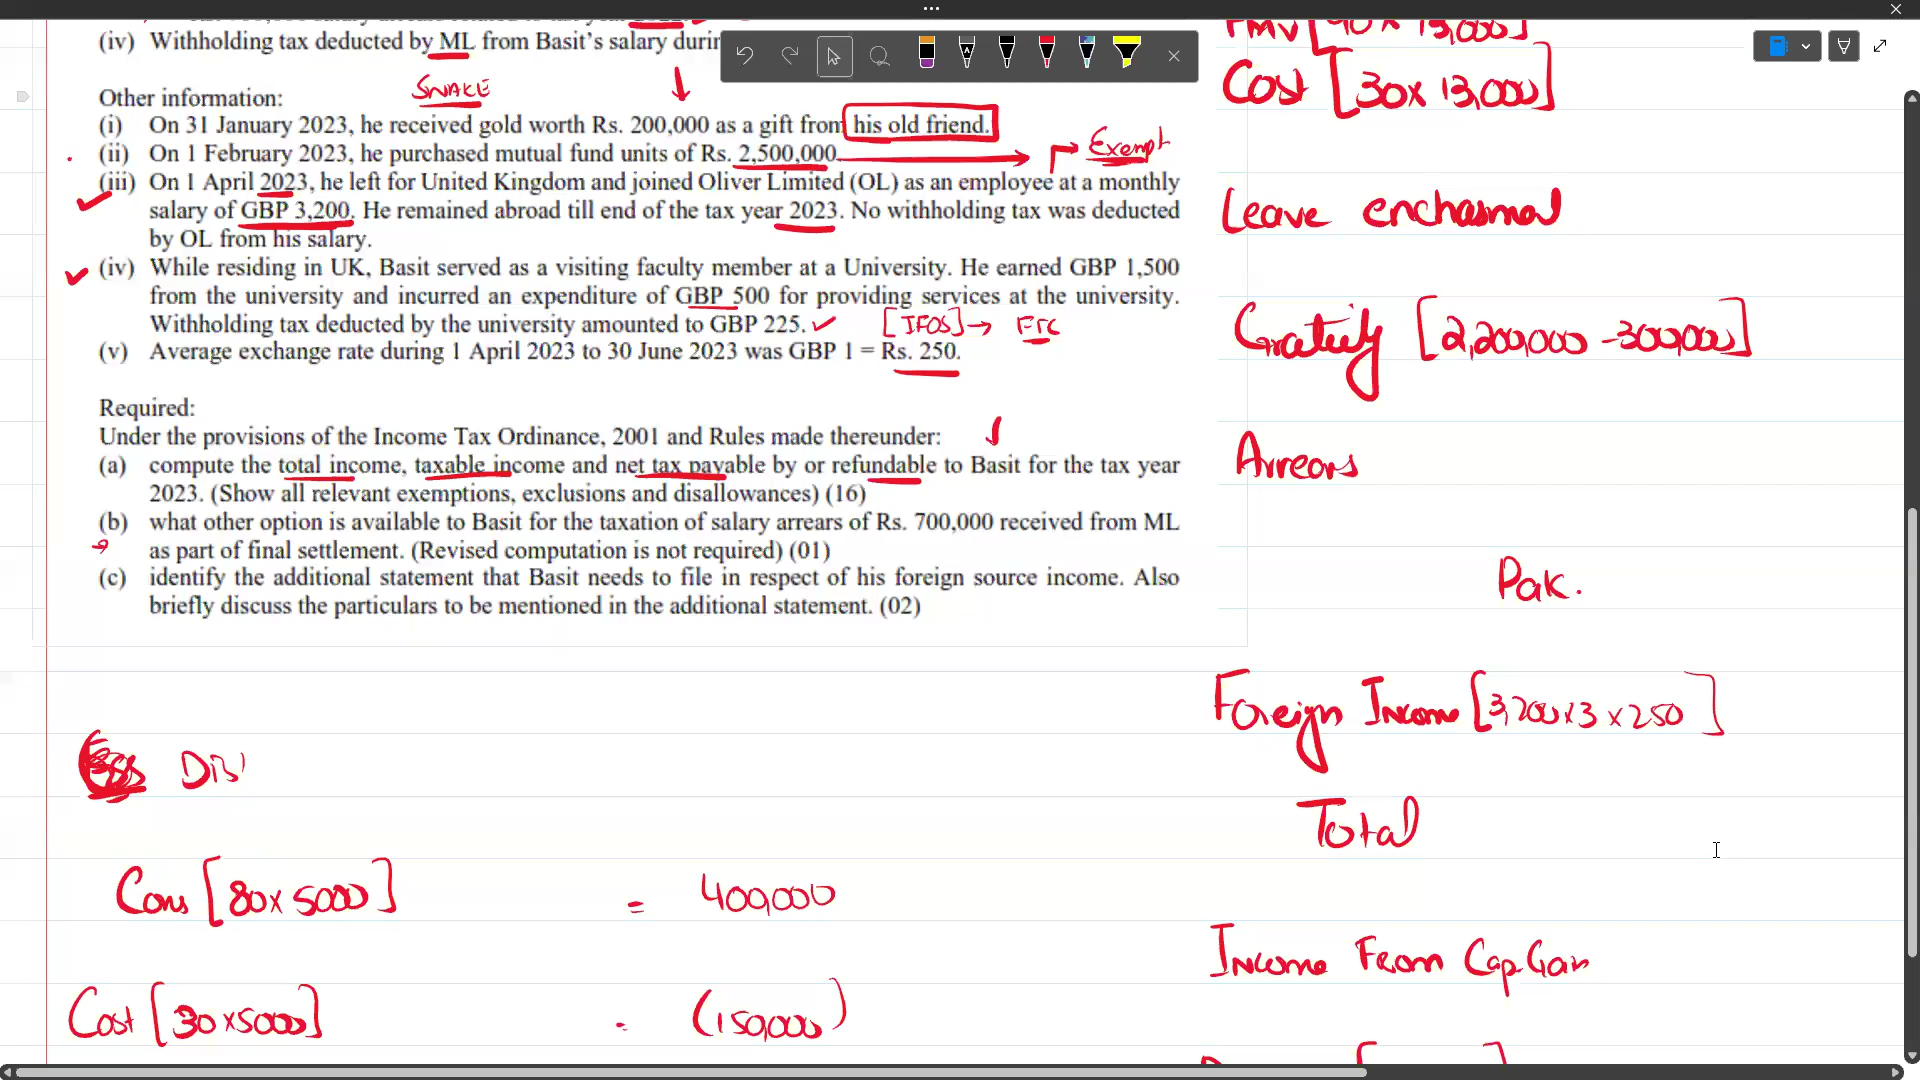 (iv) Withholding tax deducted by ML from Basit's salary durin
SNAKE
Other information:
(i) On 31 January 2023, he received gold worth Rs. 200,000 as a gift from his old friend.
(ii) On 1 February 2023, he purchased mutual fund units of Rs. 2,500,000.
Exempt
(iii) On 1 April 2023, he left for United Kingdom and joined Oliver Limited (OL) as an employee at a monthly
salary of GBP 3,200. He remained abroad till end of the tax year 2023. No withholding tax was deducted
by OL from his salary.
(iv) While residing in UK, Basit served as a visiting faculty member at a University. He earned GBP 1,500
from the university and incurred an expenditure of GBP 500 for providing services at the university.
Withholding tax deducted by the university amounted to GBP 225. [IFOS] → FTC
(v) Average exchange rate during 1 April 2023 to 30 June 2023 was GBP 1 = Rs. 250.
Required:
Under the provisions of the Income Tax Ordinance, 2001 and Rules made thereunder:
(a) compute the total income, taxable income and net tax payable by or refundable to Basit for the tax year
2023. (Show all relevant exemptions, exclusions and disallowances) (16)
(b) what other option is available to Basit for the taxation of salary arrears of Rs. 700,000 received from ML
as part of final settlement. (Revised computation is not required) (01)
(c) identify the additional statement that Basit needs to file in respect of his foreign source income. Also
briefly discuss the particulars to be mentioned in the additional statement. (02)
Cons [80x 5000] = 400,000
Cost [30 x5000] (150,000)
FMV [90 x 13,000]
Cost [30x 13,000]
Leave enchasmal
Gratuity [2,200,000 - 300,000]
Arrears
Pak.
Foreign Income [3,200 x 3 x 250]
Total
Income From Cap. Gain